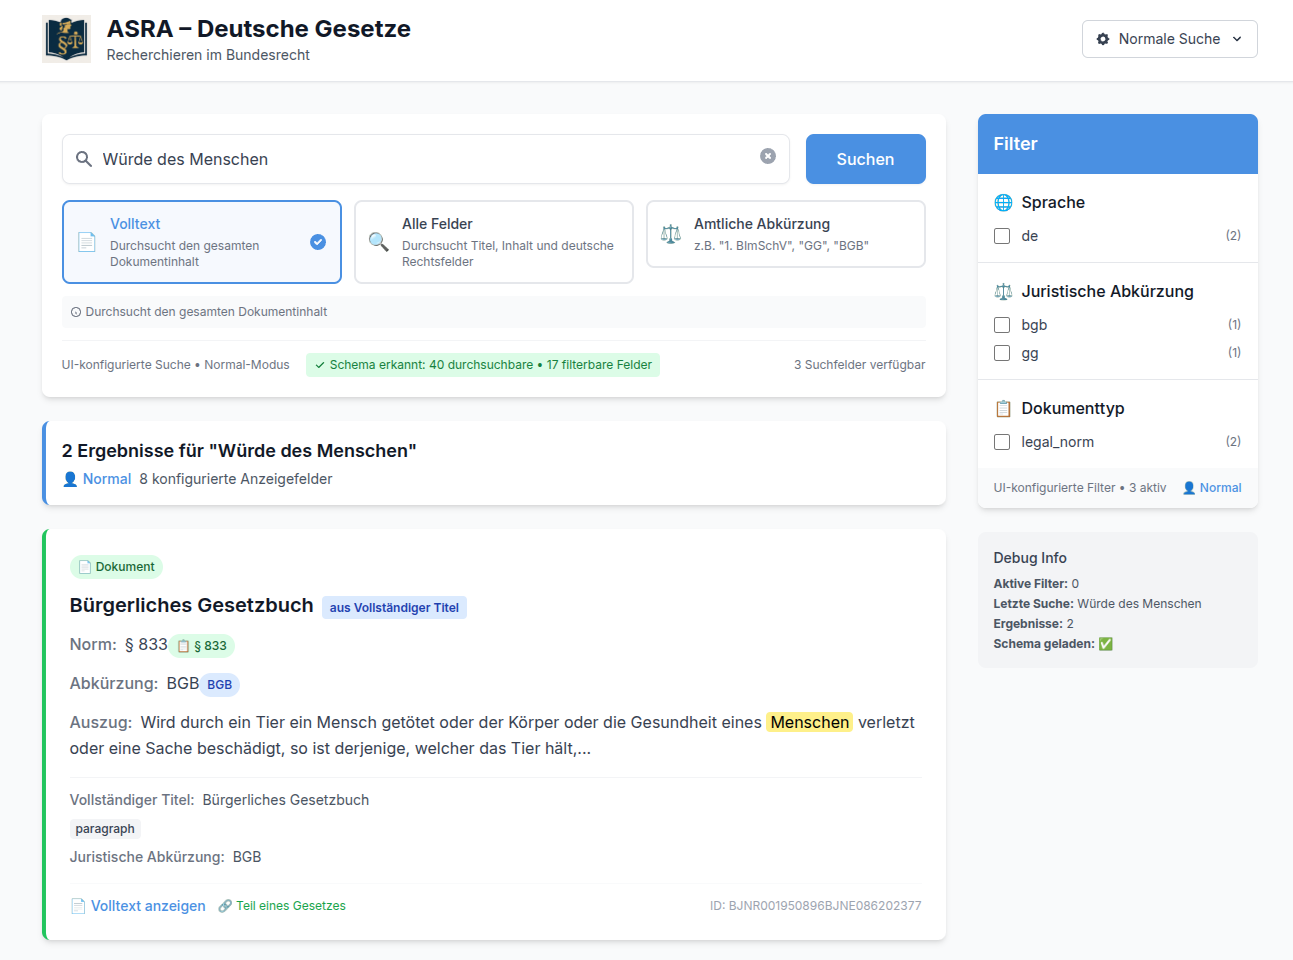 ASRA – Deutsche Gesetze
Recherchieren im Bundesrecht
Normale Suche
Würde des Menschen
Suchen
Volltext
Durchsucht den gesamten
Dokumentinhalt
Alle Felder
Durchsucht Titel, Inhalt und deutsche
Rechtsfelder
Amtliche Abkürzung
z.B. "1. BImSchV", "GG", "BGB"
Durchsucht den gesamten Dokumentinhalt
UI-konfigurierte Suche • Normal-Modus
✓ Schema erkannt: 40 durchsuchbare • 17 filterbare Felder
3 Suchfelder verfügbar
2 Ergebnisse für "Würde des Menschen"
Normal 8 konfigurierte Anzeigefelder
Dokument
Bürgerliches Gesetzbuch aus Vollständiger Titel
Norm: § 833 § 833
Abkürzung: BGB BGB
Auszug: Wird durch ein Tier ein Mensch getötet oder der Körper oder die Gesundheit eines Menschen verletzt
oder eine Sache beschädigt, so ist derjenige, welcher das Tier hält,...
Vollständiger Titel: Bürgerliches Gesetzbuch
paragraph
Juristische Abkürzung: BGB
Volltext anzeigen Teil eines Gesetzes ID: BJNR001950896BJNE086202377
Filter
Sprache
de (2)
Juristische Abkürzung
bgb (1)
gg (1)
Dokumenttyp
legal_norm (2)
UI-konfigurierte Filter • 3 aktiv Normal
Debug Info
Aktive Filter: 0
Letzte Suche: Würde des Menschen
Ergebnisse: 2
Schema geladen: ✅